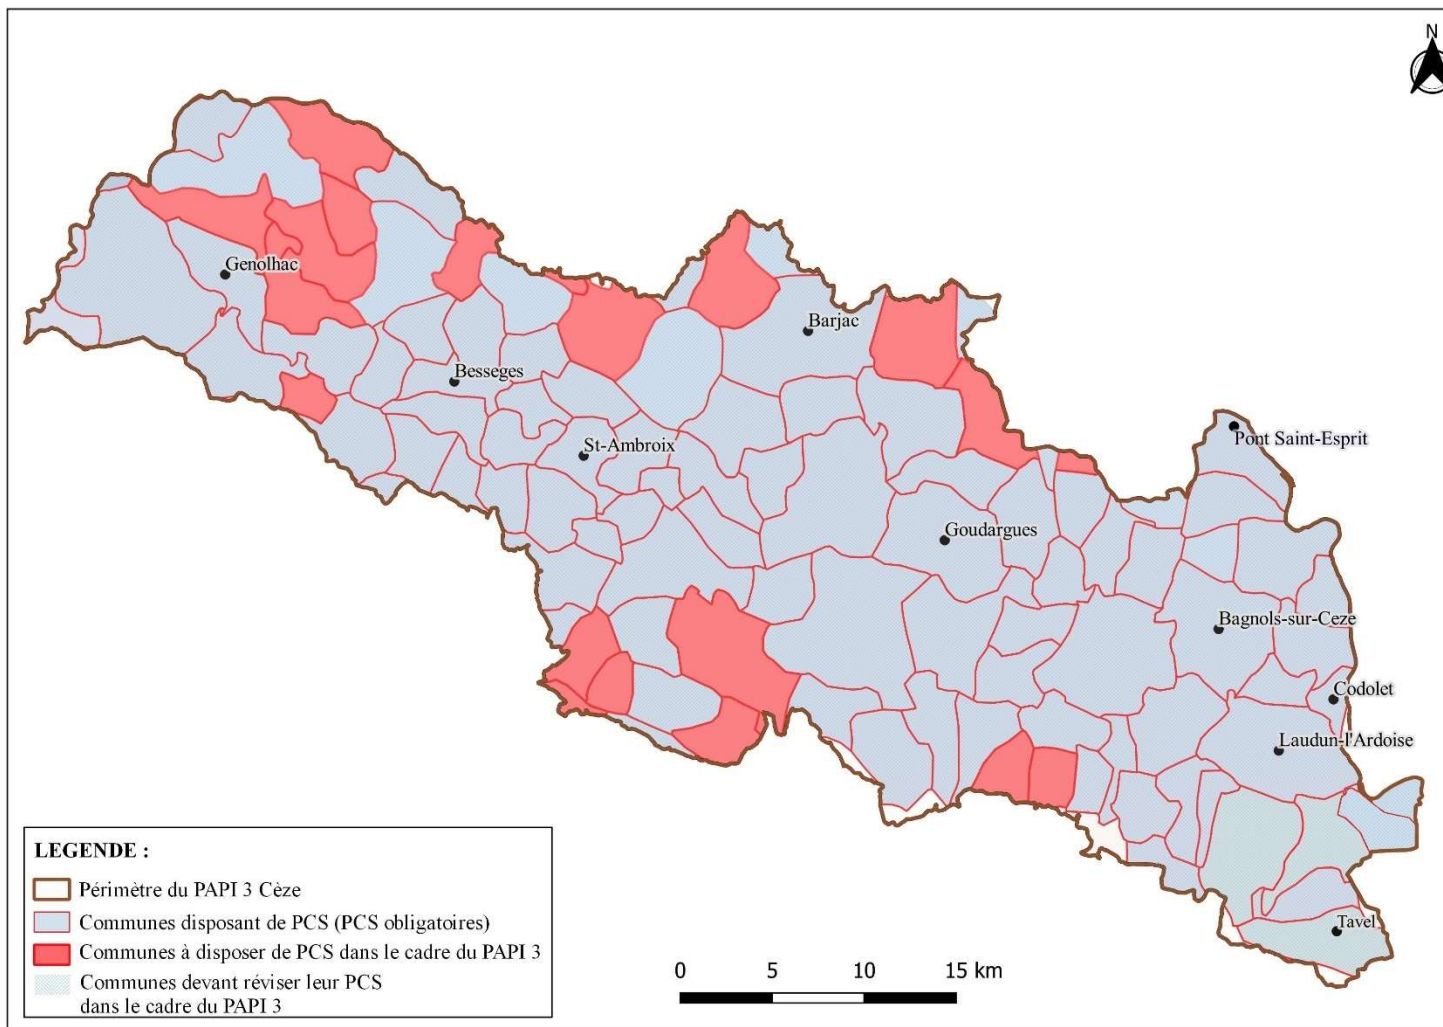 N
Genolhac
Barjac
Besseges
Pont Saint-Esprit
St-Ambroix
Goudargues
Bagnols-sur-Ceze
Codolet
Laudun-l'Ardoise
Tavel
LEGENDE :
Périmètre du PAPI 3 Cèze
Communes disposant de PCS (PCS obligatoires)
Communes à disposer de PCS dans le cadre du PAPI 3
Communes devant réviser leur PCS
dans le cadre du PAPI 3
0 5 10 15 km